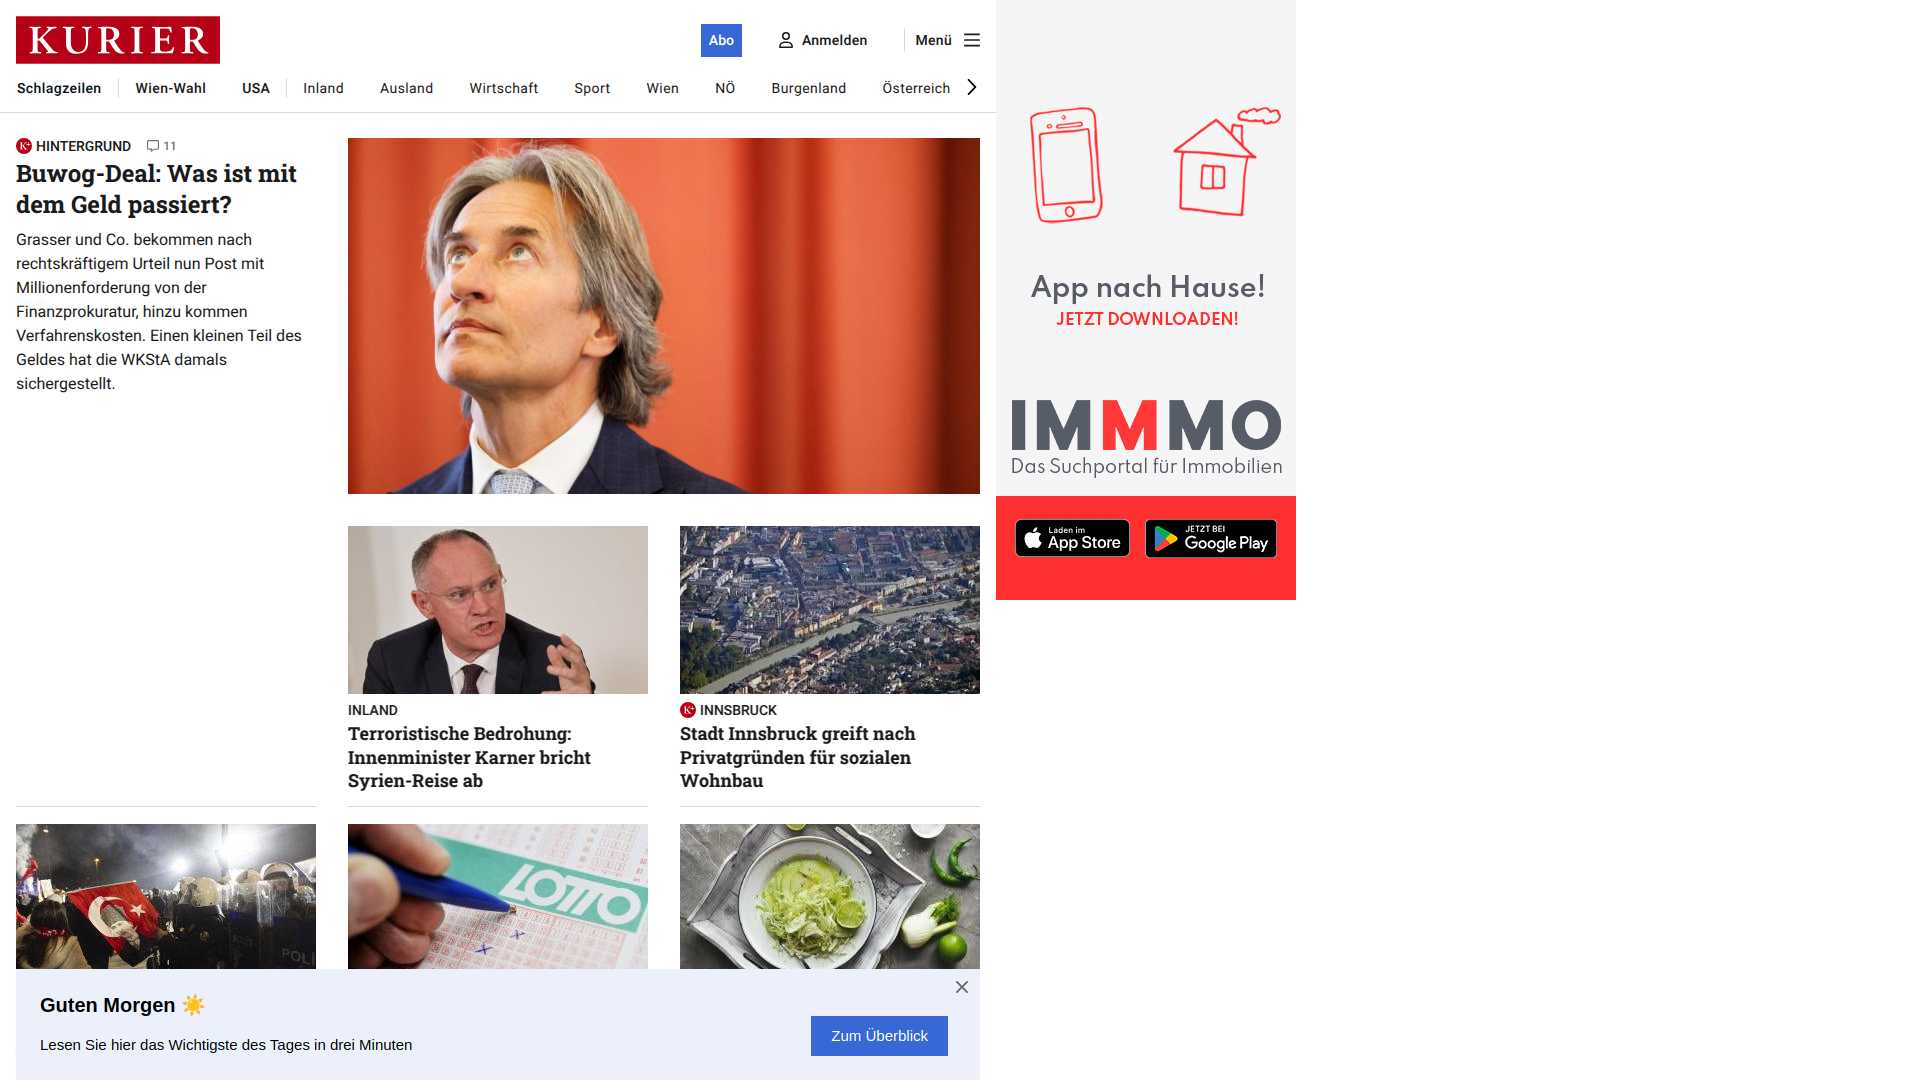 KURIER
Abo
Anmelden
Menü
Schlagzeilen
Wien-Wahl
USA
Inland
Ausland
Wirtschaft
Sport
Wien
NÖ
Burgenland
Österreich
K+ HINTERGRUND 11
Buwog-Deal: Was ist mit
dem Geld passiert?
Grasser und Co. bekommen nach
rechtskräftigem Urteil nun Post mit
Millionenforderung von der
Finanzprokuratur, hinzu kommen
Verfahrenskosten. Einen kleinen Teil des
Geldes hat die WKStA damals
sichergestellt.
INLAND
Terroristische Bedrohung:
Innenminister Karner bricht
Syrien-Reise ab
K+ INNSBRUCK
Stadt Innsbruck greift nach
Privatgründen für sozialen
Wohnbau
LOTTO
Guten Morgen ☀️
Lesen Sie hier das Wichtigste des Tages in drei Minuten
Zum Überblick
App nach Hause!
JETZT DOWNLOADEN!
IMMMO
Das Suchportal für Immobilien
Laden im
App Store
JETZT BEI
Google Play